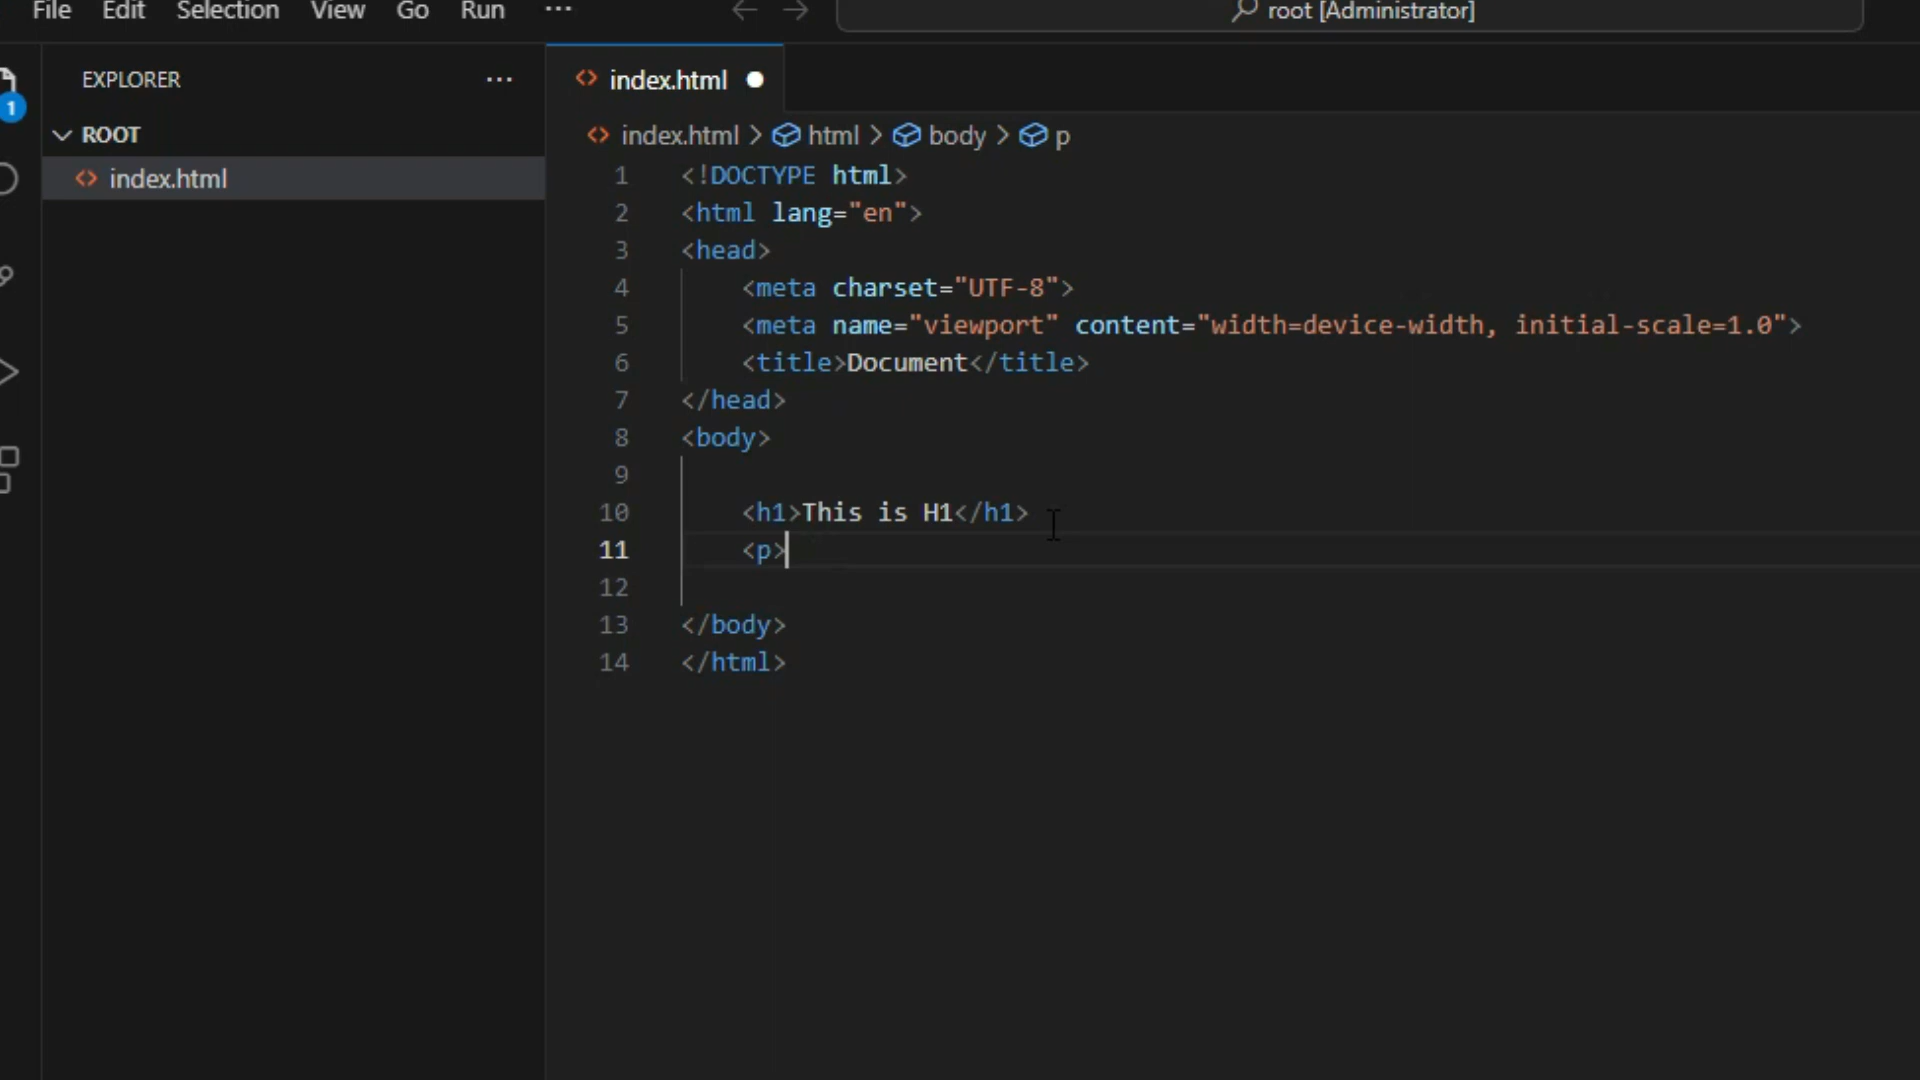 File Edit Selection View Go Run ···
root [Administrator]
EXPLORER ···
index.html
1
ROOT
index.html > html > body > p
index.html
1 <!DOCTYPE html>
2 <html lang="en">
3 <head>
4 <meta charset="UTF-8">
5 <meta name="viewport" content="width=device-width, initial-scale=1.0">
6 <title>Document</title>
7 </head>
8 <body>
9
10 <h1>This is H1</h1>
11 <p>
12
13 </body>
14 </html>